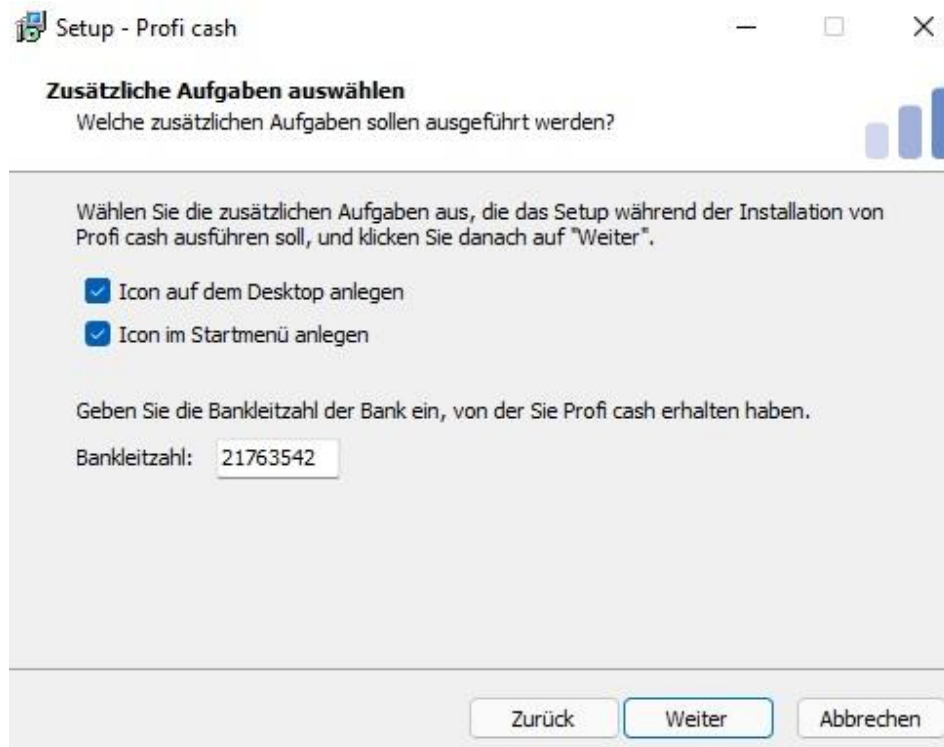 Setup - Profi cash
Zusätzliche Aufgaben auswählen
Welche zusätzlichen Aufgaben sollen ausgeführt werden?
Wählen Sie die zusätzlichen Aufgaben aus, die das Setup während der Installation von
Profi cash ausführen soll, und klicken Sie danach auf "Weiter".
Icon auf dem Desktop anlegen
Icon im Startmenü anlegen
Geben Sie die Bankleitzahl der Bank ein, von der Sie Profi cash erhalten haben.
Bankleitzahl: 21763542
Zurück Weiter Abbrechen